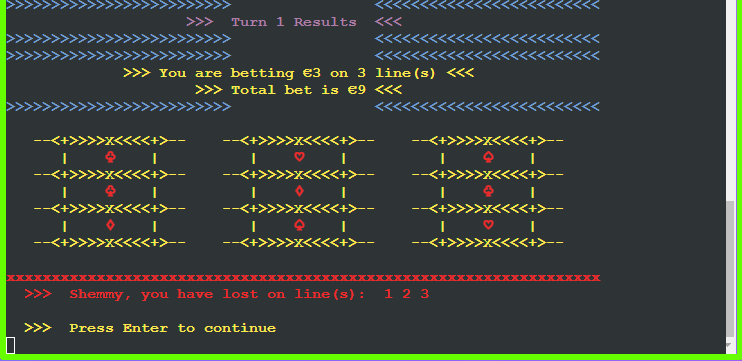 >>>>>>>>>>>>>>>>>>>>>>>>>                <<<<<<<<<<<<<<<<<<<<<<<<<
                    >>>  Turn 1 Results  <<<
>>>>>>>>>>>>>>>>>>>>>>>>>                <<<<<<<<<<<<<<<<<<<<<<<<<
>>>>>>>>>>>>>>>>>>>>>>>>>                <<<<<<<<<<<<<<<<<<<<<<<<<
             >>> You are betting €3 on 3 line(s) <<<
                     >>> Total bet is €9 <<<
>>>>>>>>>>>>>>>>>>>>>>>>>                <<<<<<<<<<<<<<<<<<<<<<<<<
   --<+>>>>X<<<<+>--    --<+>>>>X<<<<+>--    --<+>>>>X<<<<+>--
      |    ♧    |          |    ♡    |          |    ♤    |
   --<+>>>>X<<<<+>--    --<+>>>>X<<<<+>--    --<+>>>>X<<<<+>--
      |    ♧    |          |    ♢    |          |    ♧    |
   --<+>>>>X<<<<+>--    --<+>>>>X<<<<+>--    --<+>>>>X<<<<+>--
      |    ♢    |          |    ♤    |          |    ♡    |
   --<+>>>>X<<<<+>--    --<+>>>>X<<<<+>--    --<+>>>>X<<<<+>--
xxxxxxxxxxxxxxxxxxxxxxxxxxxxxxxxxxxxxxxxxxxxxxxxxxxxxxxxxxxxxxxxxx
  >>>  Shemmy, you have lost on line(s):  1 2 3
  >>>  Press Enter to continue